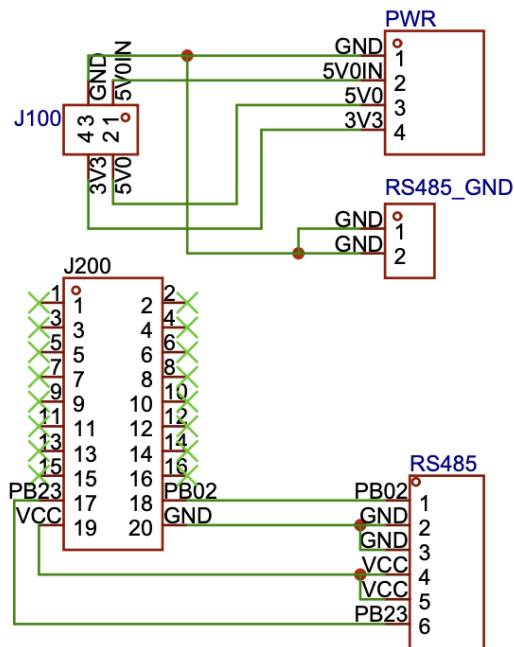 PWR
GND 1
5V0IN 2
5V0 3
3V3 4
GND 5V0IN
J100
3 1
4 2
3V3 5V0
RS485_GND
GND 1
GND 2
J200
1 1 2 2
3 3 4 4
5 5 6 6
7 7 8 8
9 9 10 10
11 11 12 12
13 13 14 14
15 15 16 16
PB23 17 18 PB02
VCC 19 20 GND
RS485
PB02 1
GND 2
GND 3
VCC 4
VCC 5
PB23 6